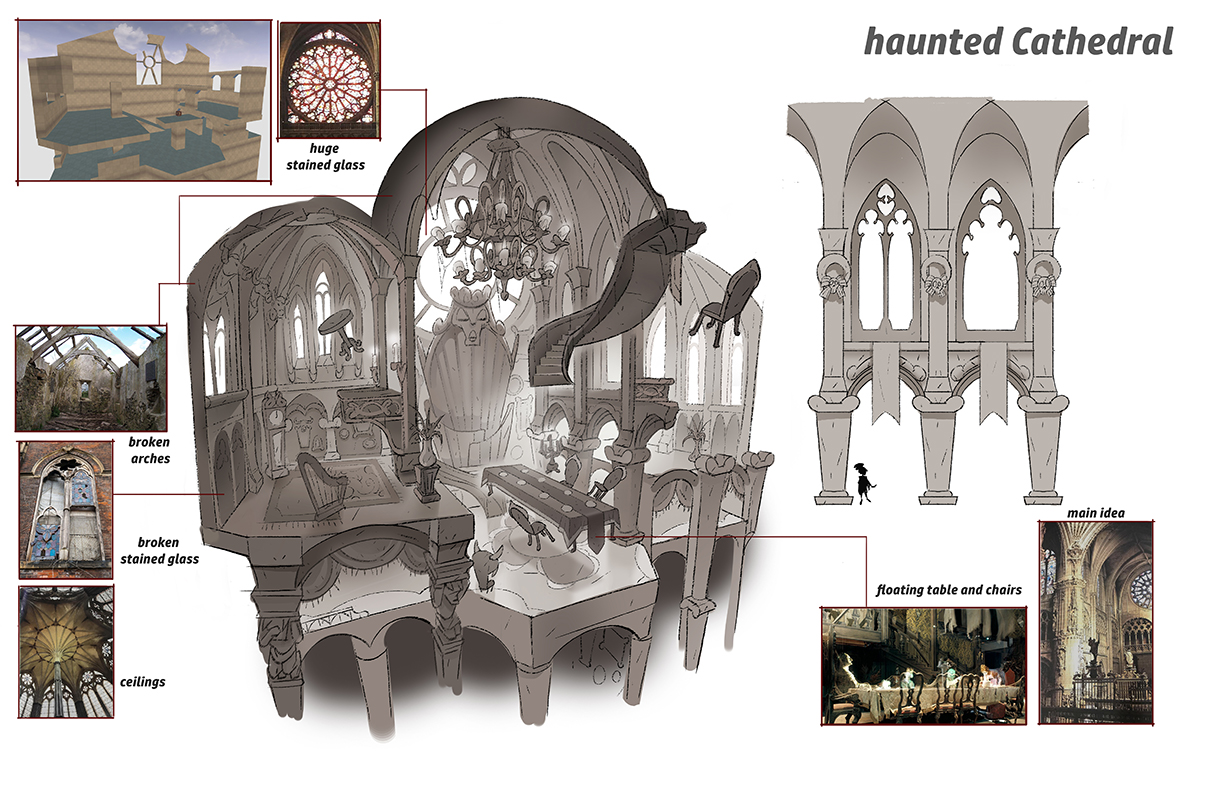 haunted Cathedral
huge
stained glass
broken
arches
broken
stained glass
ceilings
main idea
floating table and chairs